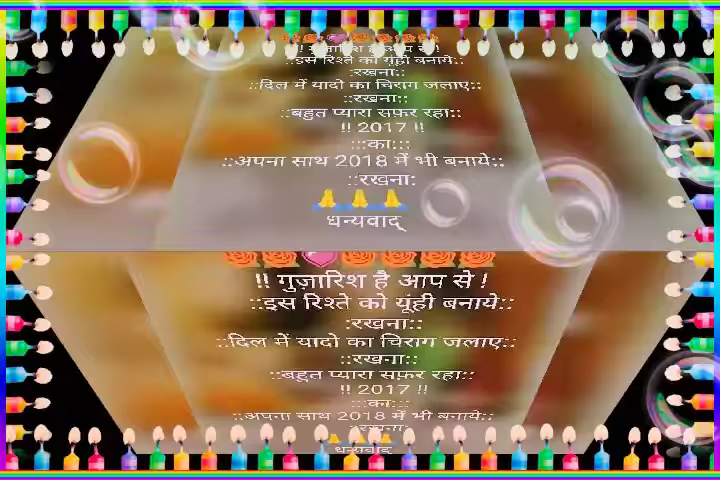 !! गुज़ारिश है आप से !
::इस रिश्ते को यूंही बनाये::
:रखना::
::दिल में यादो का चिराग जलाए::
::रखना::
::बहुत प्यारा सफ़र रहा::
!! 2017 !!
:::का:::
::अपना साथ 2018 में भी बनाये::
::रखना:
🙏 🙏 🙏
धन्यवाद्
!! गुज़ारिश है आप से !
::इस रिश्ते को यूंही बनाये::
:रखना::
::दिल में यादो का चिराग जलाए::
::रखना::
::बहुत प्यारा सफ़र रहा::
!! 2017 !!
:::का:::
::अपना साथ 2018 में भी बनाये::
::रखना:
🙏 🙏 🙏
धन्यवाद्